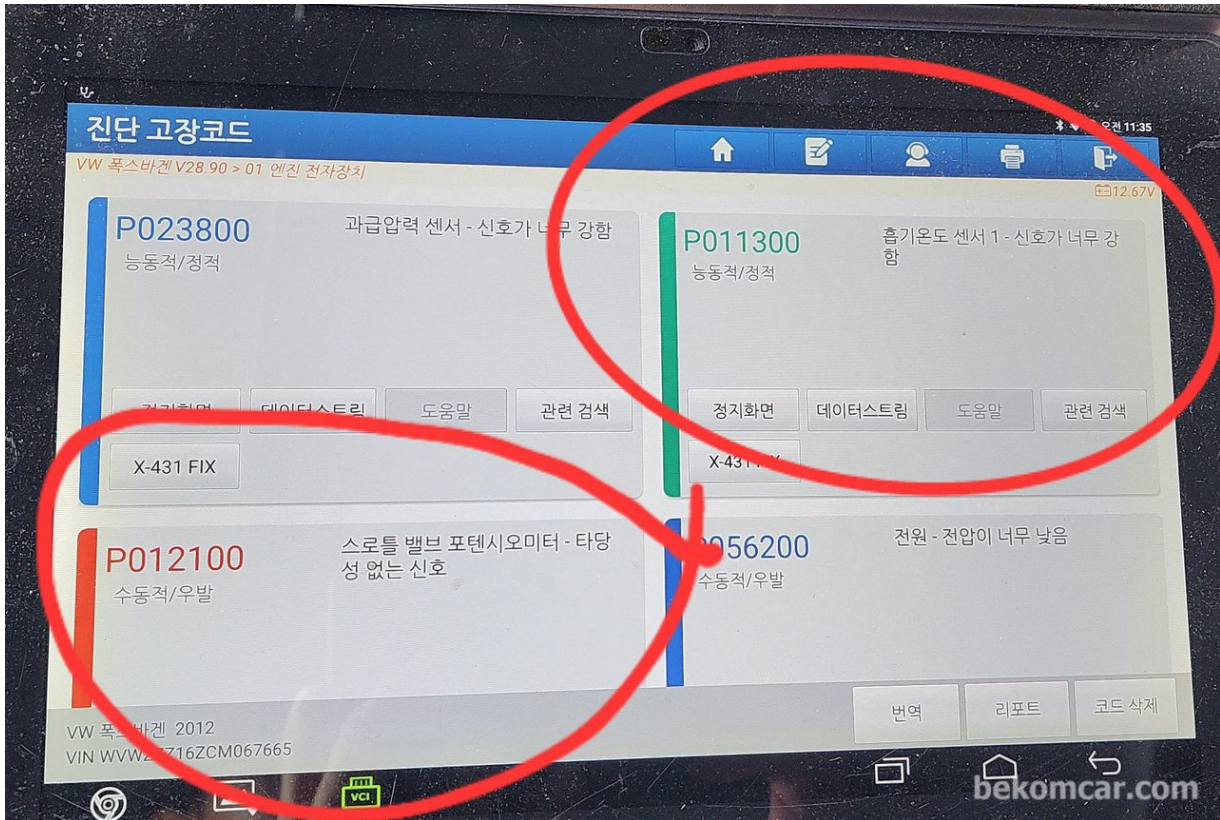 오전 11:35
진단 고장코드
VW 폭스바겐 V28.90 > 01 엔진 전자장치
12.67V
P023800
과급압력 센서 - 신호가 너무 강함
능동적/정적
P011300
흡기온도 센서 1 - 신호가 너무 강
함
능동적/정적
정지화면
데이터스트림
도움말
관련 검색
X-431 FIX
정지화면
데이터스트림
도움말
관련 검색
X-431
P012100
스로틀 밸브 포텐시오미터 - 타당
성 없는 신호
수동적/우발
056200
전원 - 전압이 너무 낮음
수동적/우발
번역
리포트
코드 삭제
VW 폭스바겐 2012
VIN
VCI
bekomcar.com